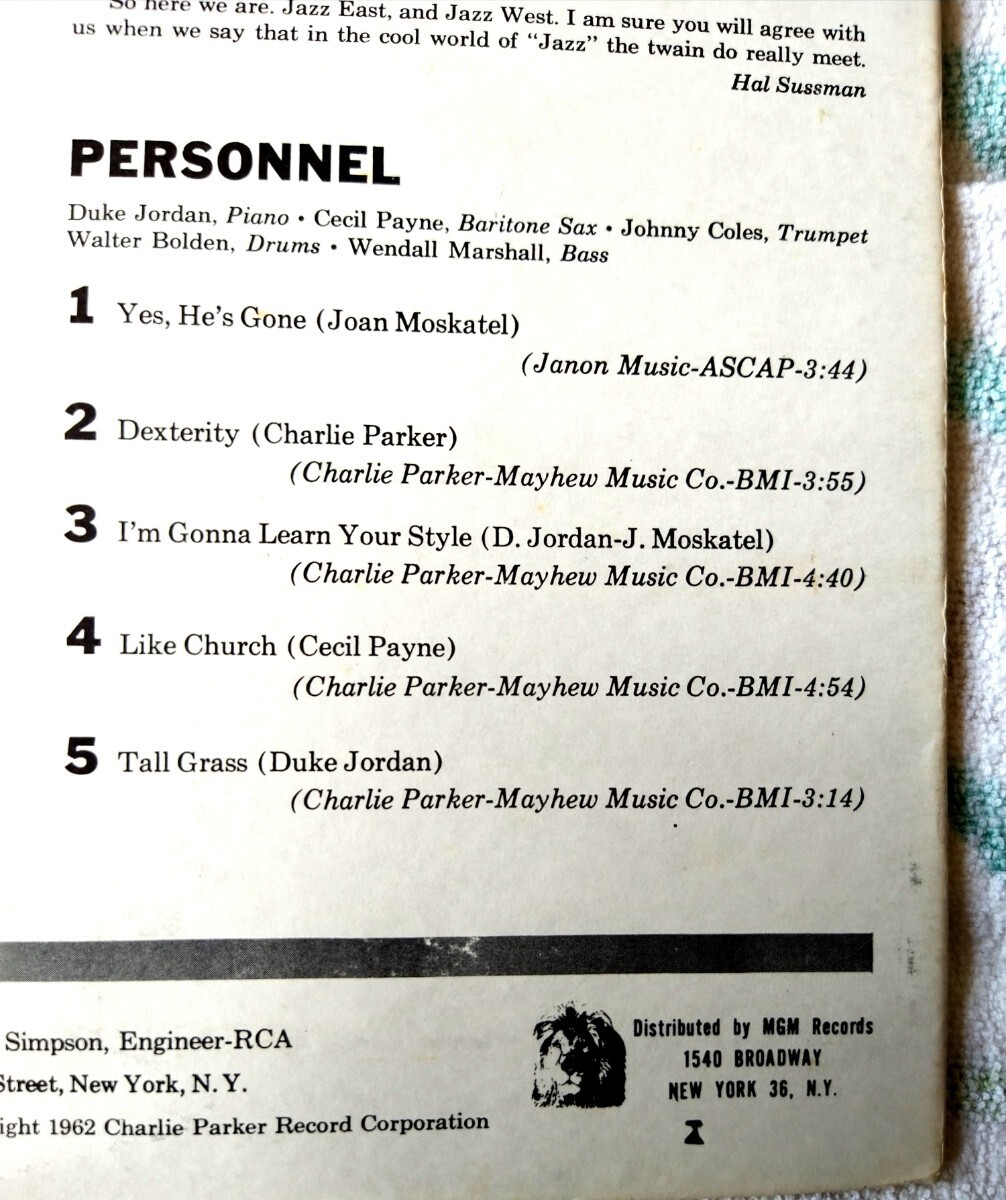 So here we are. Jazz East, and Jazz West. I am sure you will agree with
us when we say that in the cool world of “Jazz” the twain do really meet.
Hal Sussman
PERSONNEL
Duke Jordan, Piano • Cecil Payne, Baritone Sax • Johnny Coles, Trumpet
Walter Bolden, Drums • Wendall Marshall, Bass
1 Yes, He's Gone (Joan Moskatel)
(Janon Music-ASCAP-3:44)
2 Dexterity (Charlie Parker)
(Charlie Parker-Mayhew Music Co.-BMI-3:55)
3 I'm Gonna Learn Your Style (D. Jordan-J. Moskatel)
(Charlie Parker-Mayhew Music Co.-BMI-4:40)
4 Like Church (Cecil Payne)
(Charlie Parker-Mayhew Music Co.-BMI-4:54)
5 Tall Grass (Duke Jordan)
(Charlie Parker-Mayhew Music Co.-BMI-3:14)
Simpson, Engineer-RCA
Street, New York, N. Y.
ight 1962 Charlie Parker Record Corporation
Distributed by MGM Records
1540 BROADWAY
NEW YORK 36, N.Y.